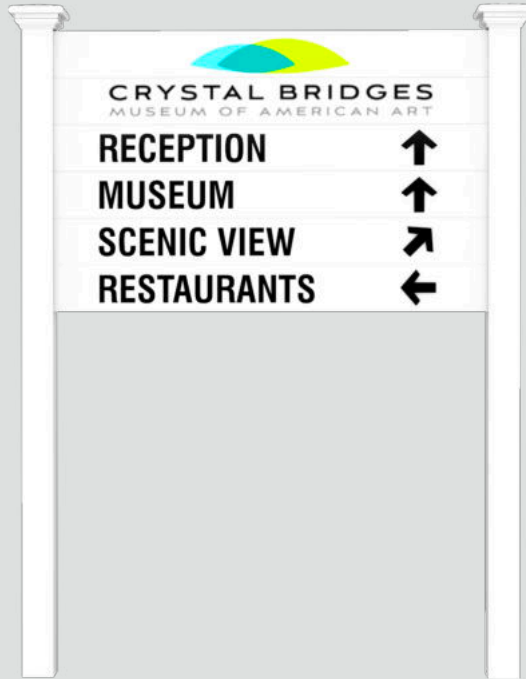 CRYSTAL BRIDGES
MUSEUM OF AMERICAN ART
RECEPTION ↑
MUSEUM ↑
SCENIC VIEW ↗
RESTAURANTS ←